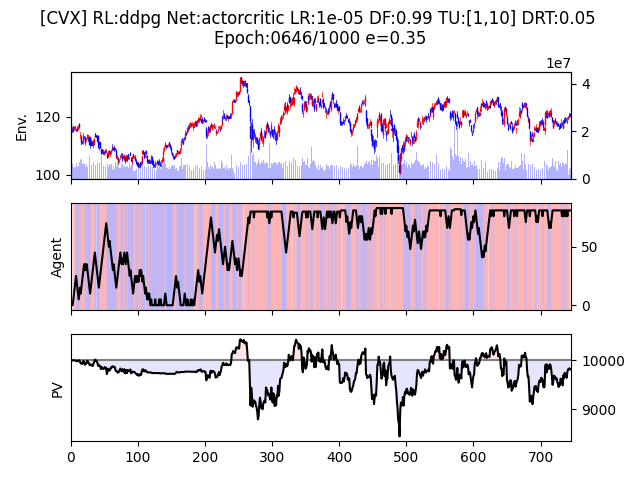 [CVX] RL:ddpg Net:actorcritic LR:1e-05 DF:0.99 TU:[1,10] DRT:0.05
Epoch:0646/1000 e=0.35
1e7
Env.
120
100
4
2
0
Agent
50
0
PV
10000
9000
0 100 200 300 400 500 600 700